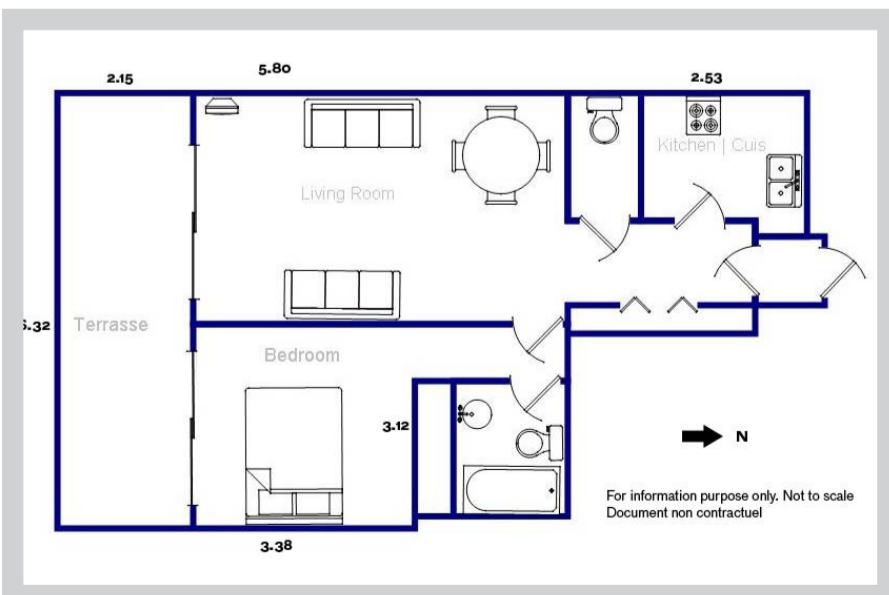 2.15
5.80
2.53
Kitchen | Cuis
Living Room
Terrasse
Bedroom
3.12
N
For information purpose only. Not to scale
Document non contractuel
3.38